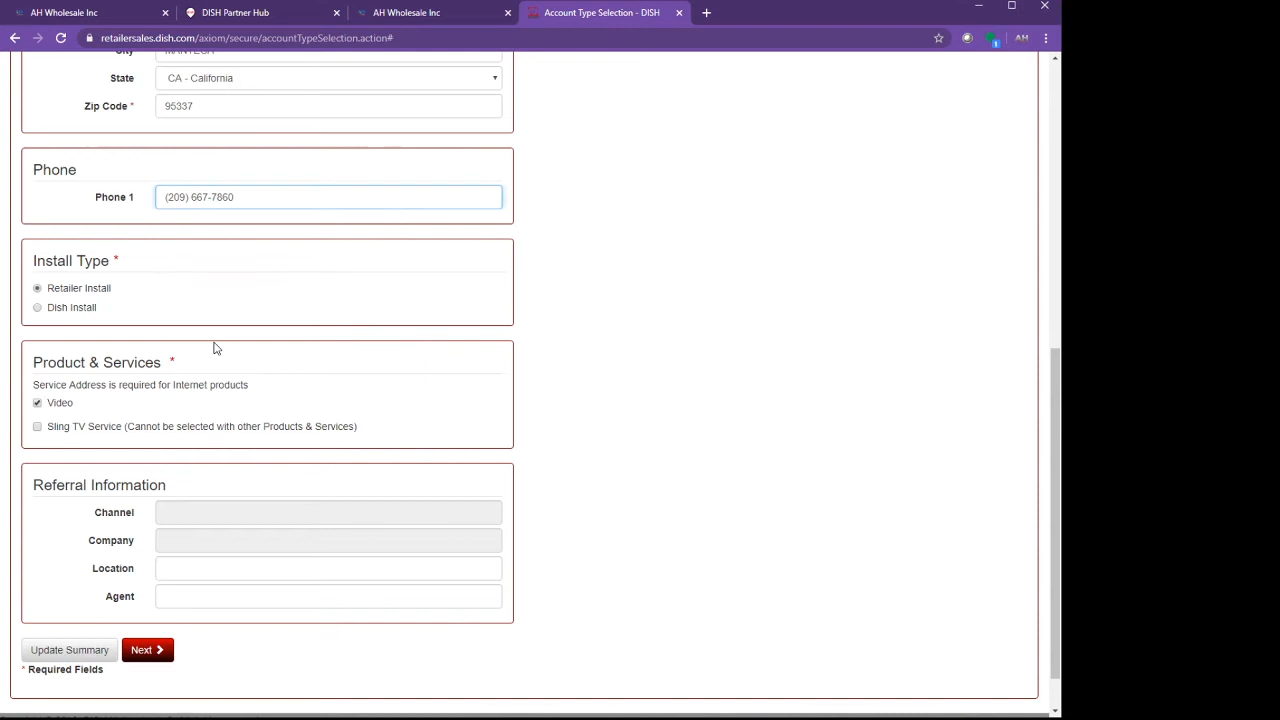 AH Wholesale Inc
DISH Partner Hub
AH Wholesale Inc
Account Type Selection - DISH
retailersales.dish.com/axiom/secure/accountTypeSelection.action#
AH
City
MANTECA
State
CA - California
Zip Code *
95337
Phone
Phone 1
(209) 667-7860
Install Type *
Retailer Install
Dish Install
Product & Services *
Service Address is required for Internet products
Video
Sling TV Service (Cannot be selected with other Products & Services)
Referral Information
Channel
Company
Location
Agent
Update Summary
Next
* Required Fields